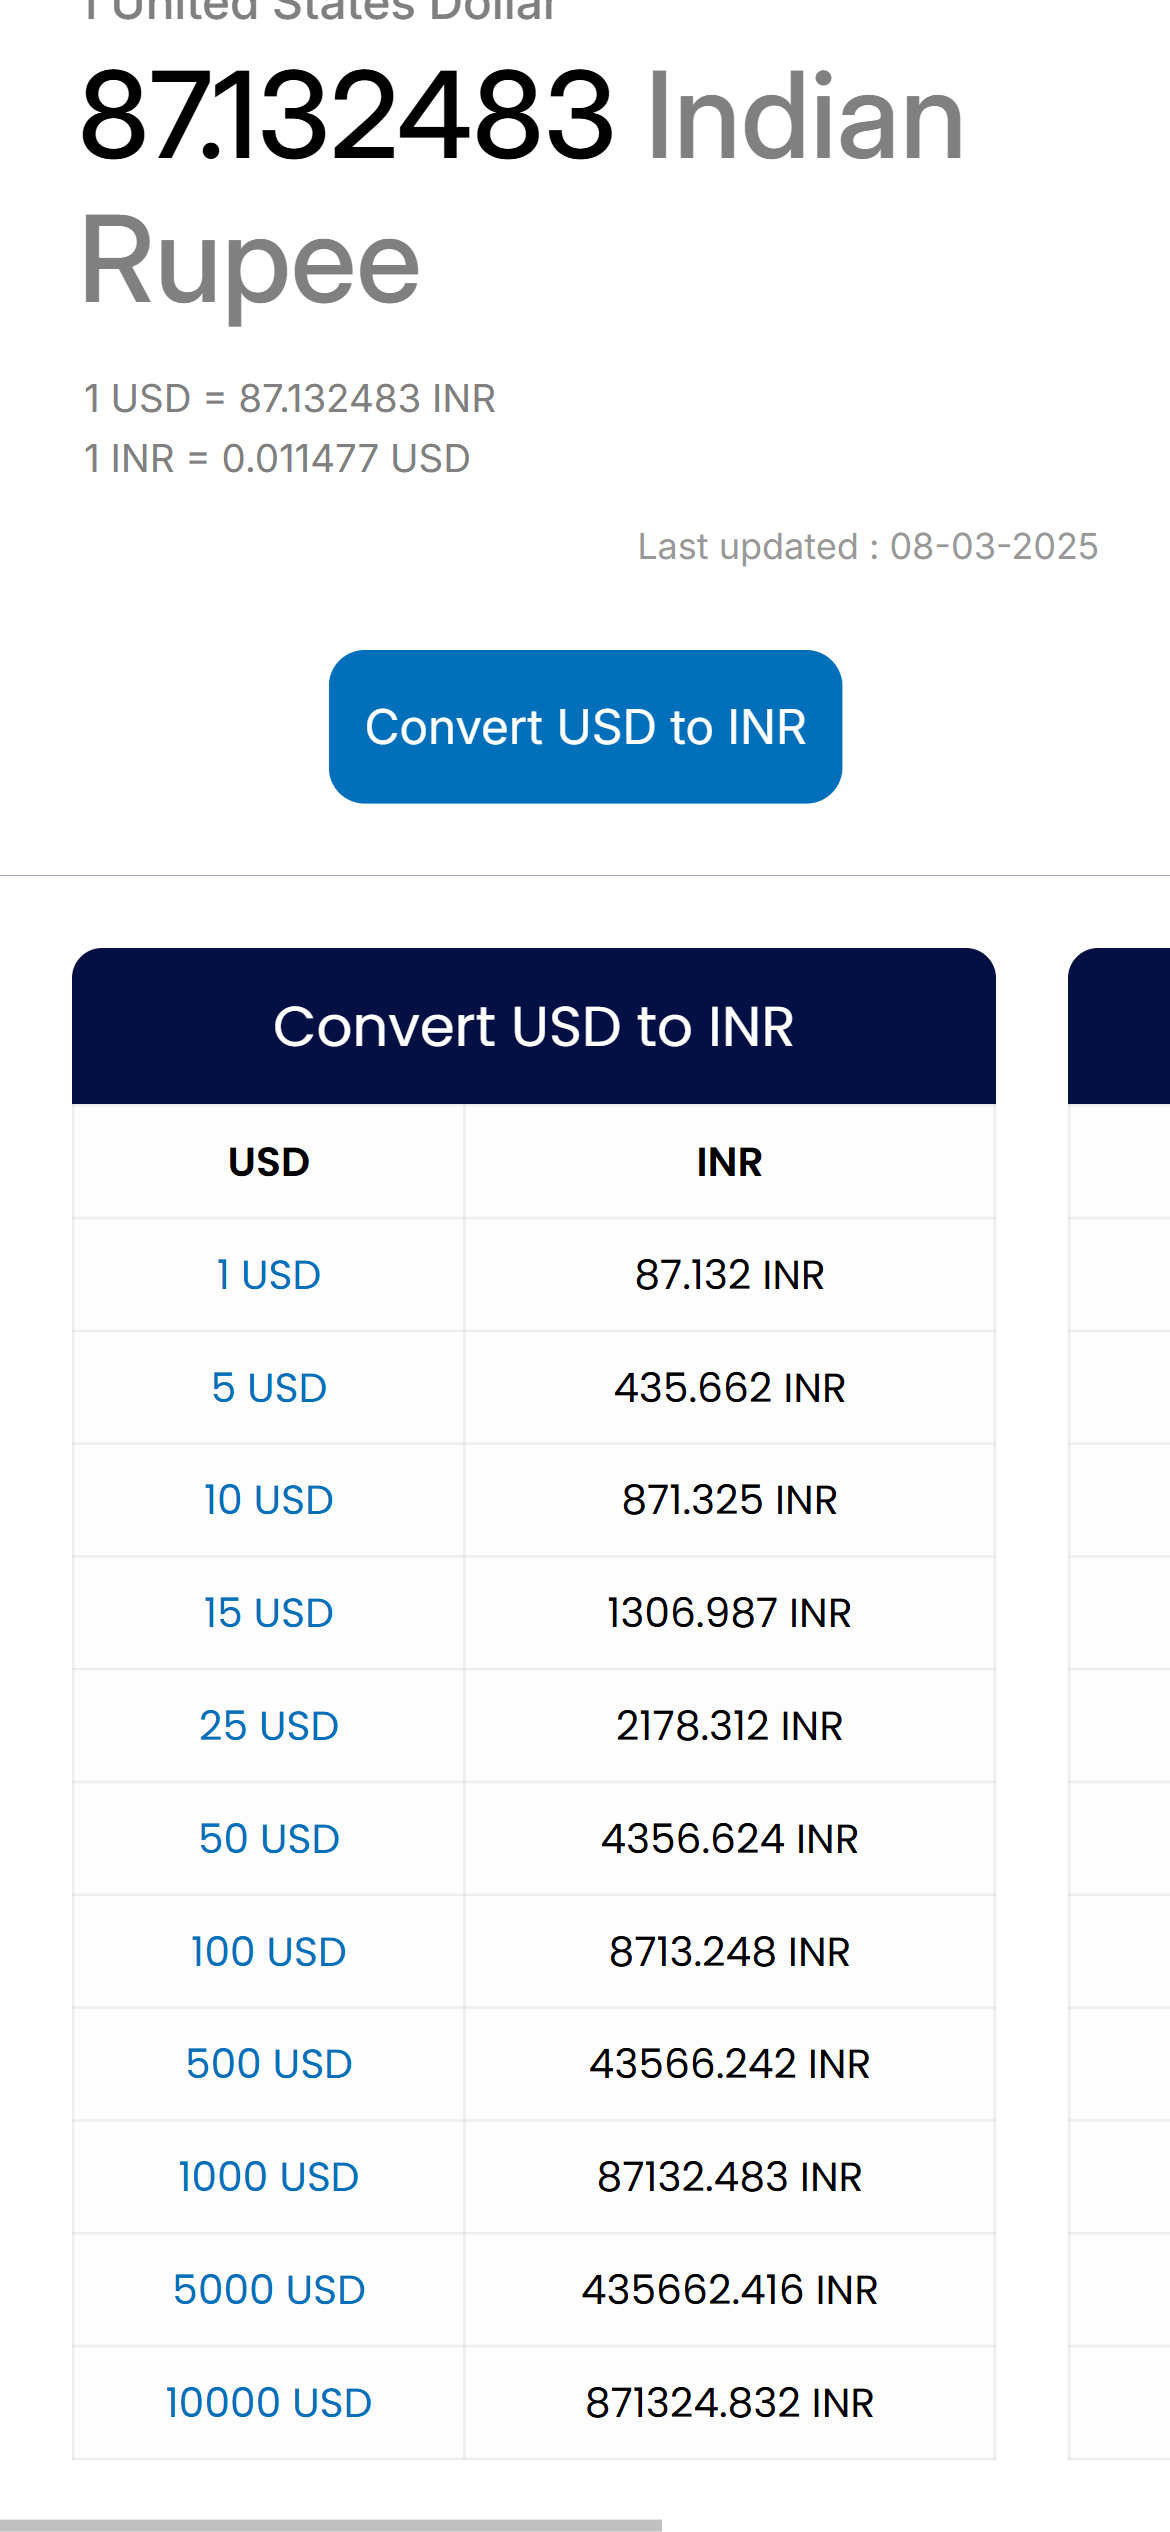 1 United States Dollar
87.132483 Indian
Rupee
1 USD = 87.132483 INR
1 INR = 0.011477 USD
Last updated : 08-03-2025
Convert USD to INR
Convert USD to INR
USD INR
1 USD 87.132 INR
5 USD 435.662 INR
10 USD 871.325 INR
15 USD 1306.987 INR
25 USD 2178.312 INR
50 USD 4356.624 INR
100 USD 8713.248 INR
500 USD 43566.242 INR
1000 USD 87132.483 INR
5000 USD 435662.416 INR
10000 USD 871324.832 INR